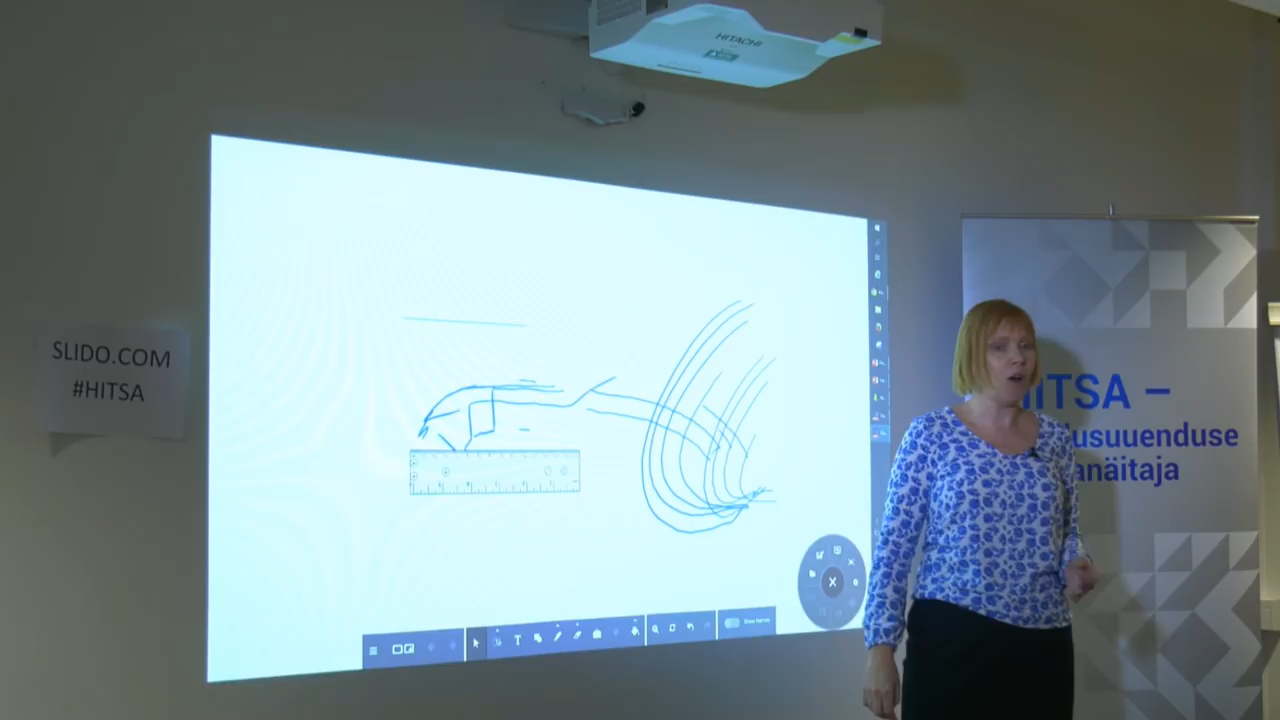 HITACHI
SLIDO.COM
#HITSA
HITSA –
usuuenduse
anäitaja
T